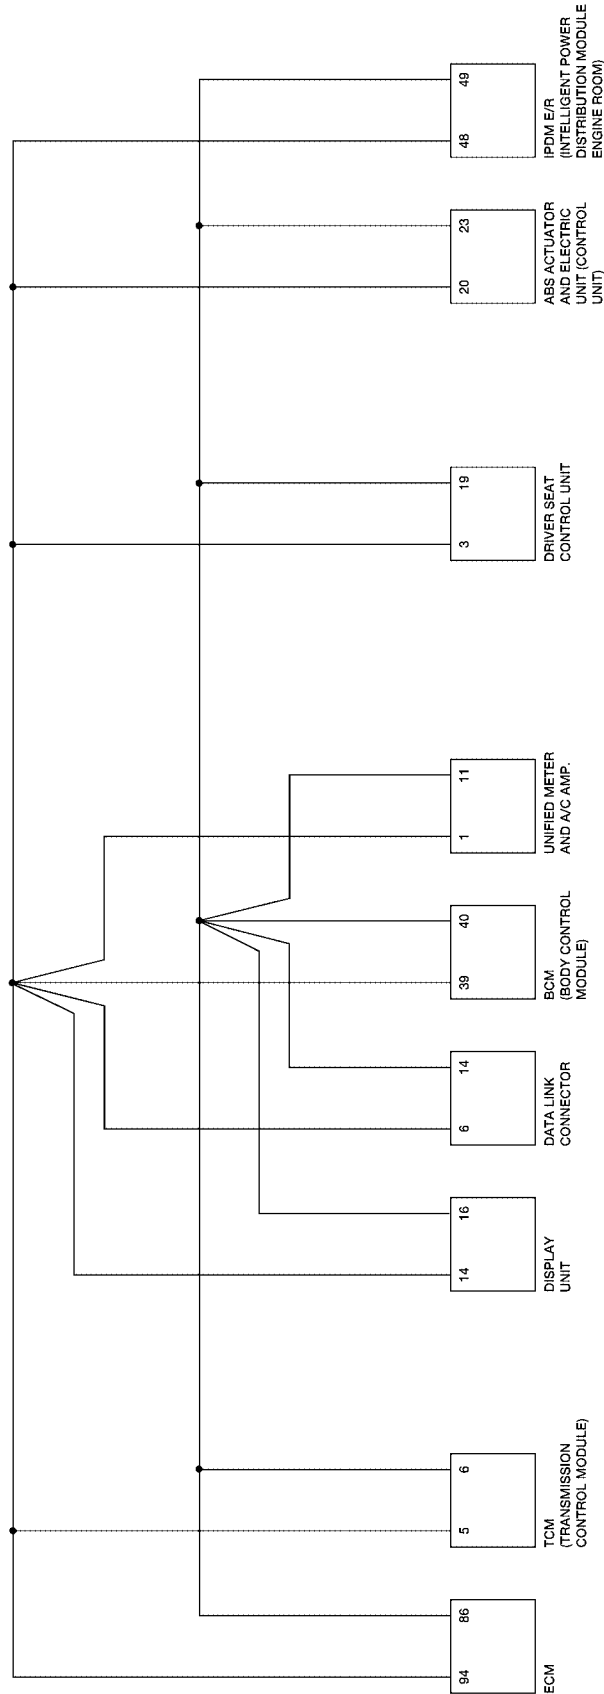 94 86
ECM
5 6
TCM
(TRANSMISSION
CONTROL MODULE)
14 16
DISPLAY
UNIT
6 14
DATA LINK
CONNECTOR
39 40
BCM
(BODY CONTROL
MODULE)
1 11
UNIFIED METER
AND A/C AMP.
3 19
DRIVER SEAT
CONTROL UNIT
20 23
ABS ACTUATOR
AND ELECTRIC
UNIT (CONTROL
UNIT)
48 49
IPDM E/R
(INTELLIGENT POWER
DISTRIBUTION MODULE
ENGINE ROOM)